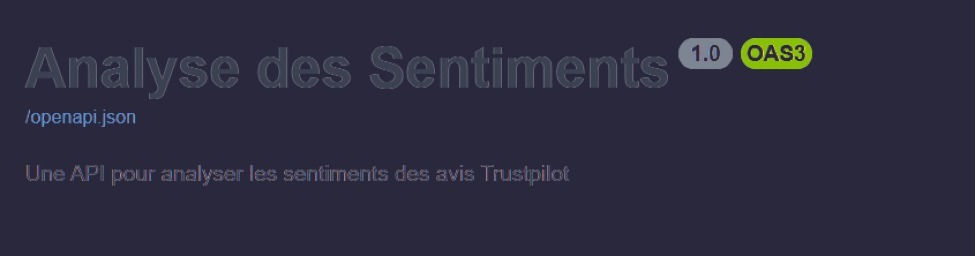 Analyse des Sentiments 1.0 OAS3
/openapi.json
Une API pour analyser les sentiments des avis Trustpilot